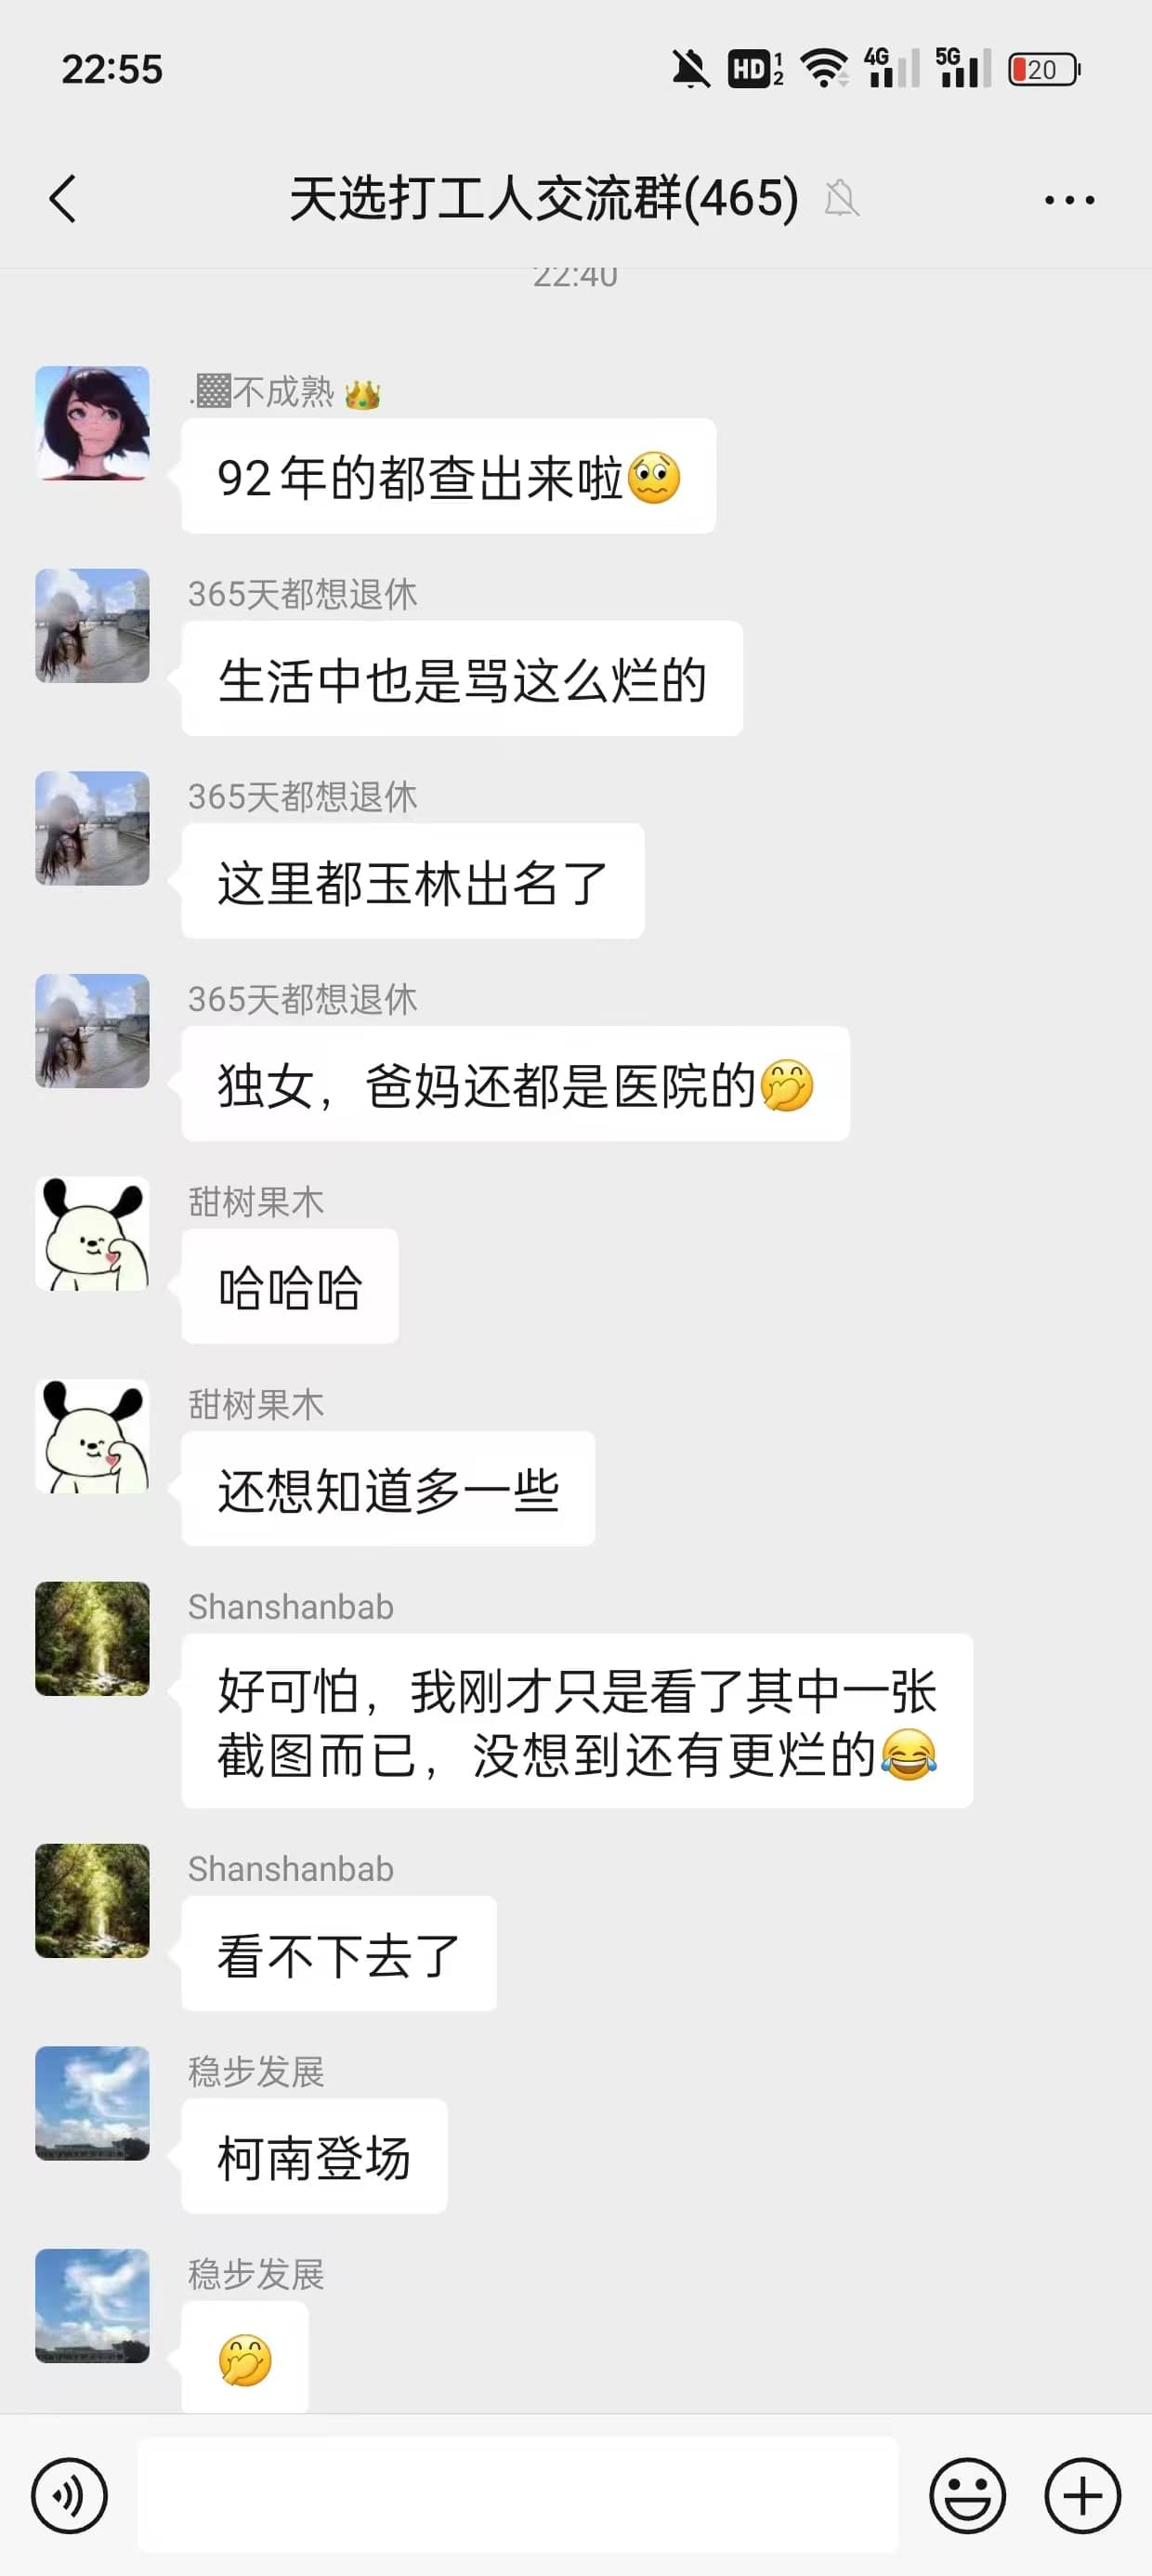 22:55
HD 1 2 4G 5G 20
天选打工人交流群(465)
22:40
.▓不成熟👑
92年的都查出来啦
365天都想退休
生活中也是骂这么烂的
365天都想退休
这里都玉林出名了
365天都想退休
独女，爸妈还都是医院的
甜树果木
哈哈哈
甜树果木
还想知道多一些
Shanshanbab
好可怕，我刚才只是看了其中一张
截图而已，没想到还有更烂的😂
Shanshanbab
看不下去了
稳步发展
柯南登场
稳步发展